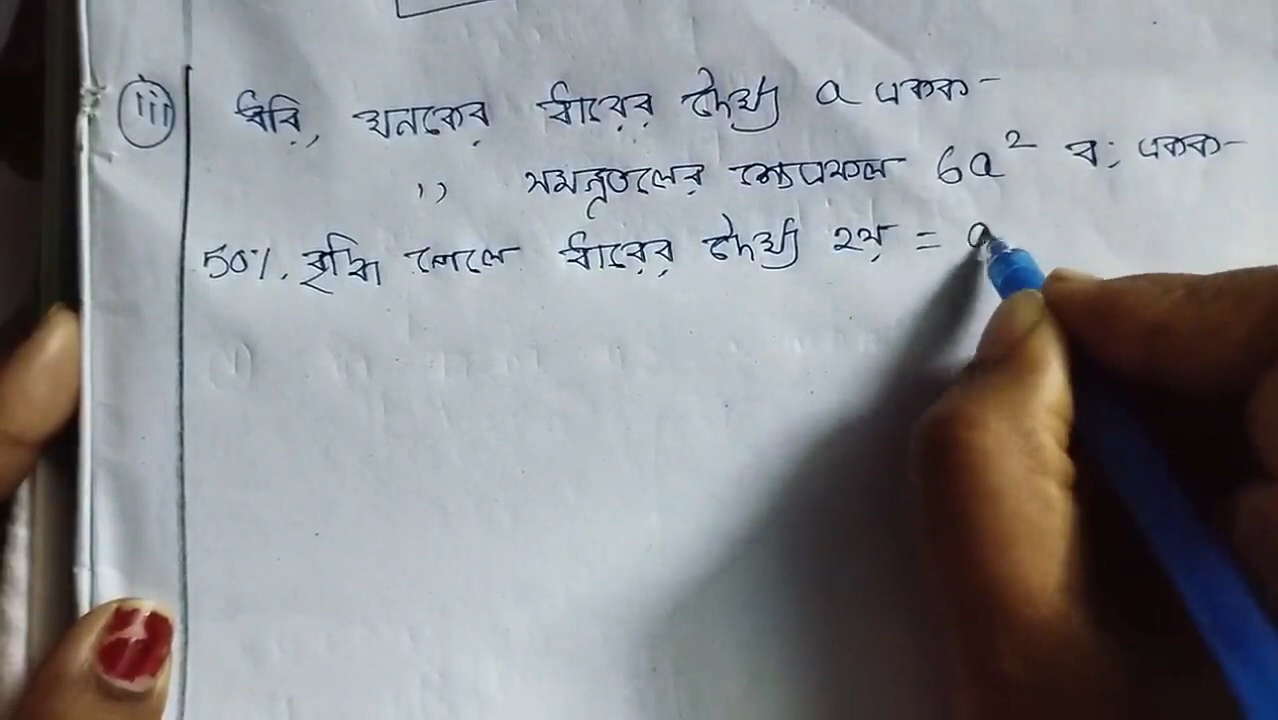 (iii) ধরি, ঘনকের ধারের দৈর্ঘ্য a একক
,, সমগ্রতলের ক্ষেত্রফল 6a² ব: একক
50%. বৃদ্ধি পেলে ধারের দৈর্ঘ্য হয় = a